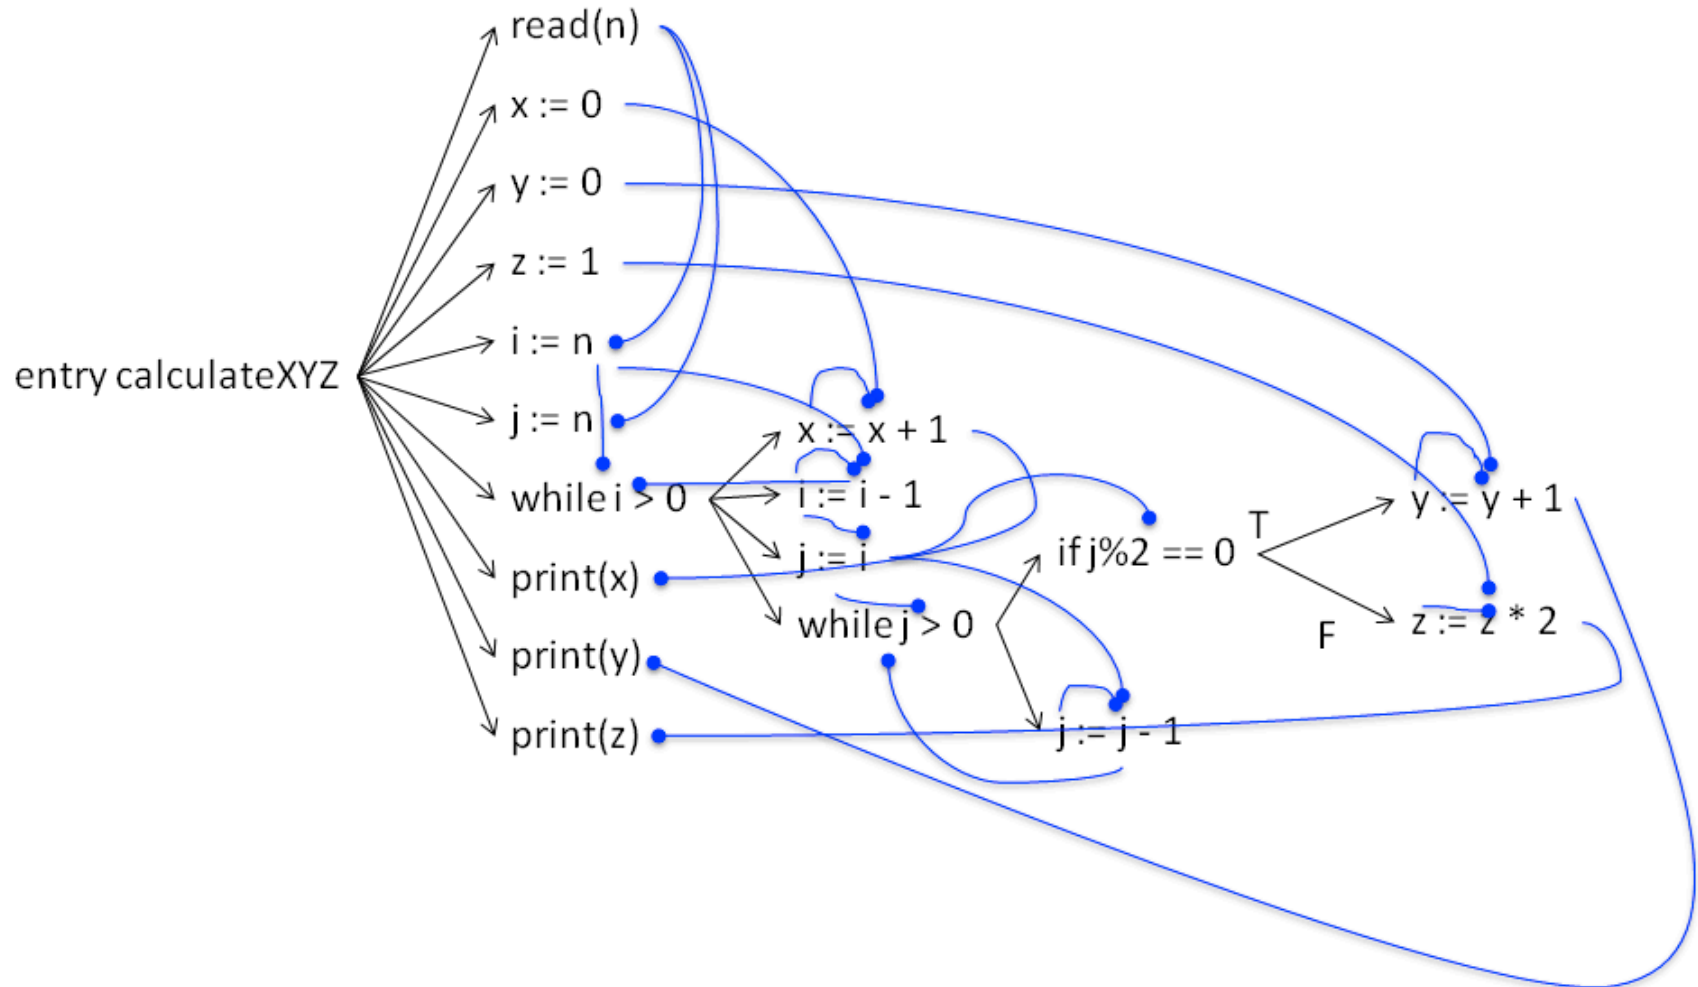 read(n)
x := 0
y := 0
z := 1
i := n
entry calculateXYZ
j := n
while i > 0
print(x)
print(y)
print(z)
x := x + 1
i := i - 1
j := i
while j > 0
if j%2 == 0
j := j - 1
T
F
y := y + 1
z := z * 2